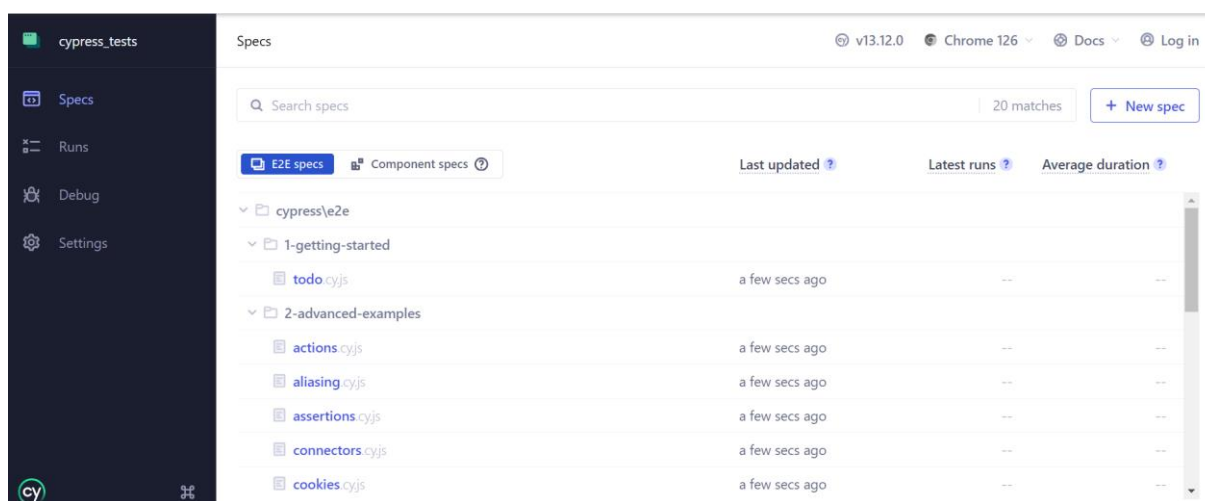 cypress_tests
Specs
Runs
Debug
Settings
cy
Specs
cy v13.12.0 Chrome 126 Docs Log in
Search specs 20 matches + New spec
E2E specs Component specs ? Last updated ? Latest runs ? Average duration ?
cypress\e2e
1-getting-started
todo.cy.js a few secs ago -- --
2-advanced-examples
actions.cy.js a few secs ago -- --
aliasing.cy.js a few secs ago -- --
assertions.cy.js a few secs ago -- --
connectors.cy.js a few secs ago -- --
cookies.cy.js a few secs ago -- --